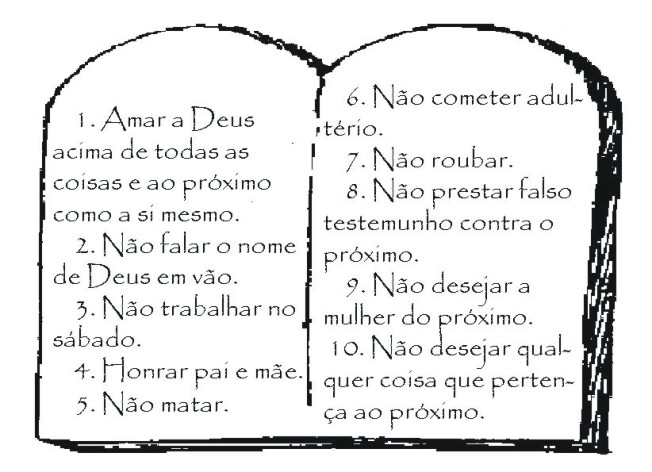 1. Amar a Deus
acima de todas as
coisas e ao próximo
como a si mesmo.
2. Não falar o nome
de Deus em vão.
3. Não trabalhar no
sábado.
4. Honrar pai e mãe.
5. Não matar.
6. Não cometer adul-
tério.
7. Não roubar.
8. Não prestar falso
testemunho contra o
próximo.
9. Não desejar a
mulher do próximo.
10. Não desejar qual-
quer coisa que perten-
ça ao próximo.